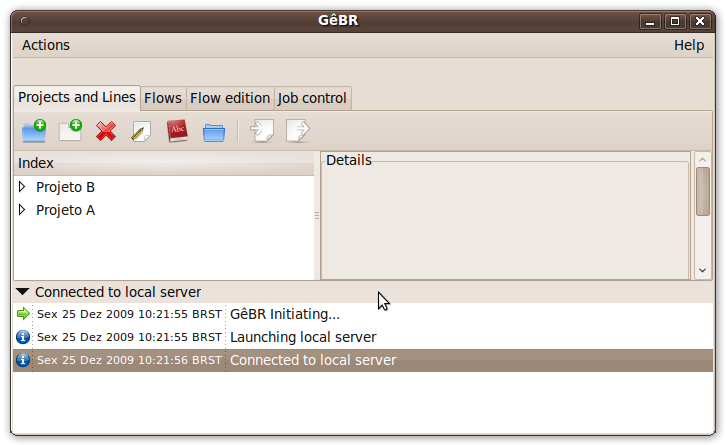 GêBR
Actions Help
Projects and Lines Flows Flow edition Job control
Abc
Index Details
Projeto B
Projeto A
Connected to local server
Sex 25 Dez 2009 10:21:55 BRST GêBR Initiating...
Sex 25 Dez 2009 10:21:55 BRST Launching local server
Sex 25 Dez 2009 10:21:56 BRST Connected to local server